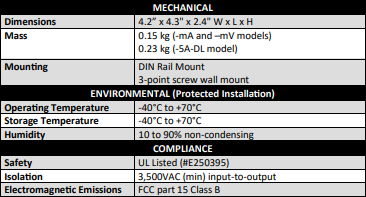 MECHANICAL
Dimensions 4.2” x 4.3” x 2.4" W x L x H
Mass 0.15 kg (-mA and –mV models)
0.23 kg (-5A-DL model)
Mounting DIN Rail Mount
3-point screw wall mount
ENVIRONMENTAL (Protected Installation)
Operating Temperature -40°C to +70°C
Storage Temperature -40°C to +70°C
Humidity 10 to 90% non-condensing
COMPLIANCE
Safety UL Listed (#E250395)
Isolation 3,500VAC (min) input-to-output
Electromagnetic Emissions FCC part 15 Class B